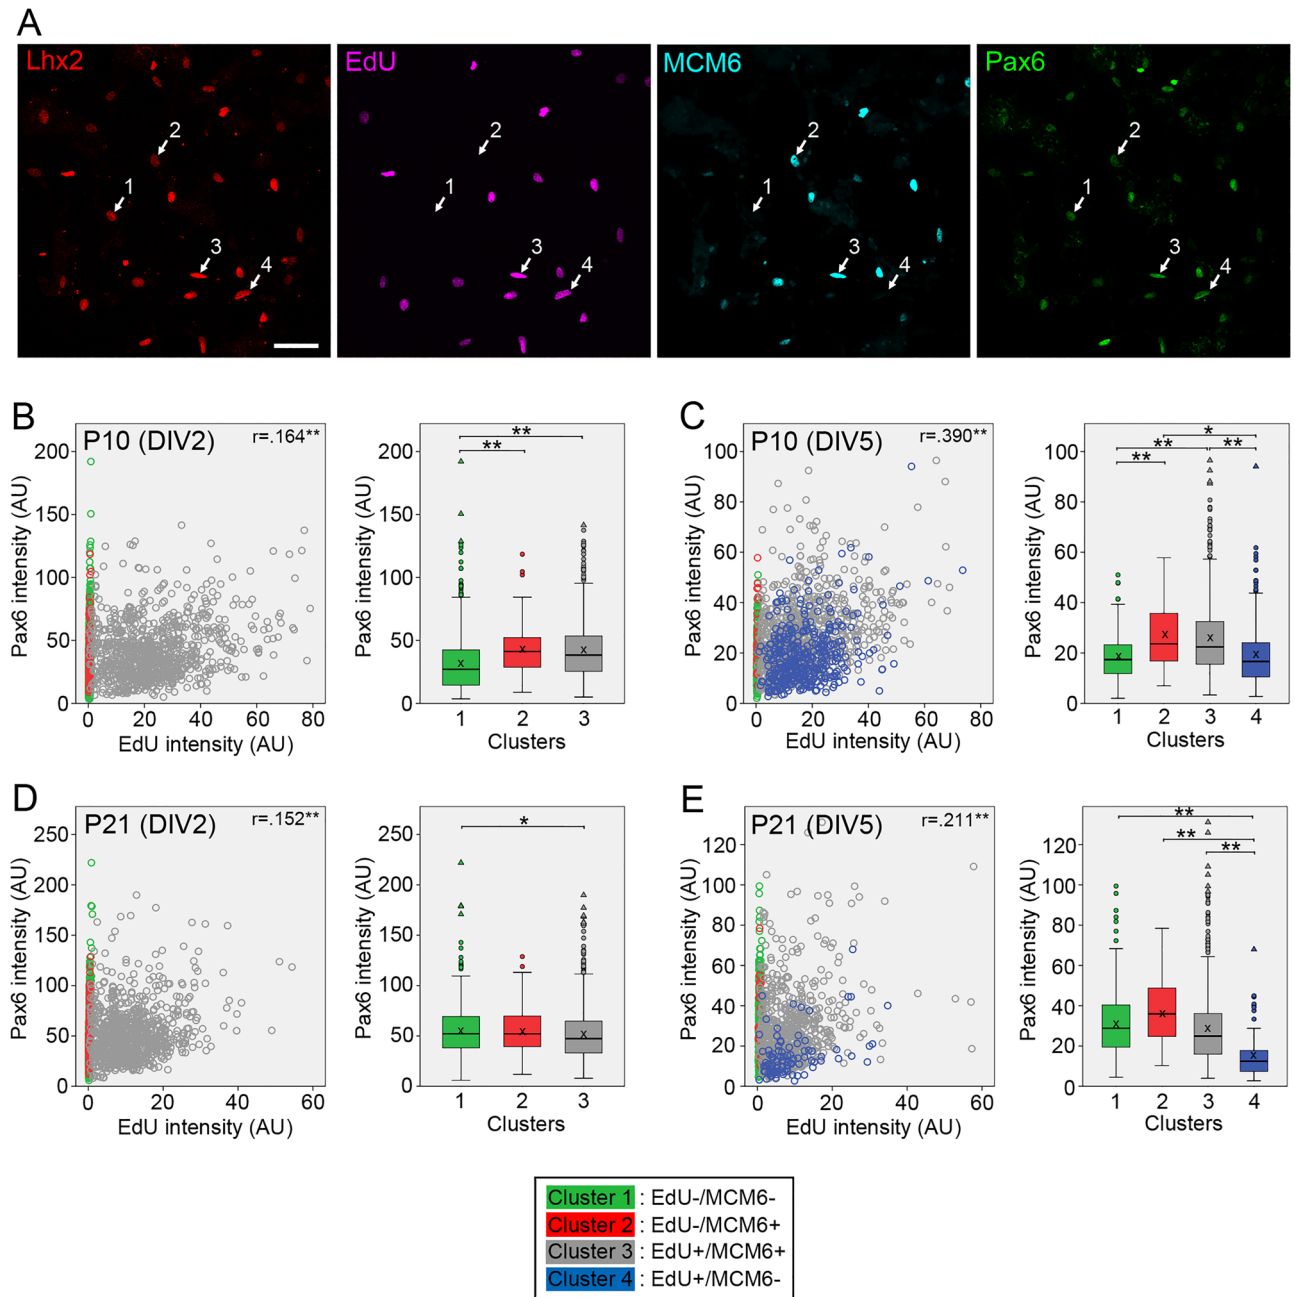 A
Lhx2
EdU
MCM6
Pax6
2
2
2
2
1
1
1
1
3
3
3
3
4
4
4
4
B
P10 (DIV2)
r=.164**
Pax6 intensity (AU)
200
150
100
50
0
0 20 40 60 80
EdU intensity (AU)
** **
Pax6 intensity (AU)
200
150
100
50
0
1 2 3
Clusters
C
P10 (DIV5)
r=.390**
Pax6 intensity (AU)
100
80
60
40
20
0
0 20 40 60 80
EdU intensity (AU)
* ** ** **
Pax6 intensity (AU)
100
80
60
40
20
0
1 2 3 4
Clusters
D
P21 (DIV2)
r=.152**
Pax6 intensity (AU)
250
200
150
100
50
0
0 20 40 60
EdU intensity (AU)
*
Pax6 intensity (AU)
250
200
150
100
50
0
1 2 3
Clusters
E
P21 (DIV5)
r=.211**
Pax6 intensity (AU)
120
100
80
60
40
20
0
0 20 40 60
EdU intensity (AU)
** ** **
Pax6 intensity (AU)
120
100
80
60
40
20
0
1 2 3 4
Clusters
Cluster 1 : EdU-/MCM6-
Cluster 2 : EdU-/MCM6+
Cluster 3 : EdU+/MCM6+
Cluster 4 : EdU+/MCM6-